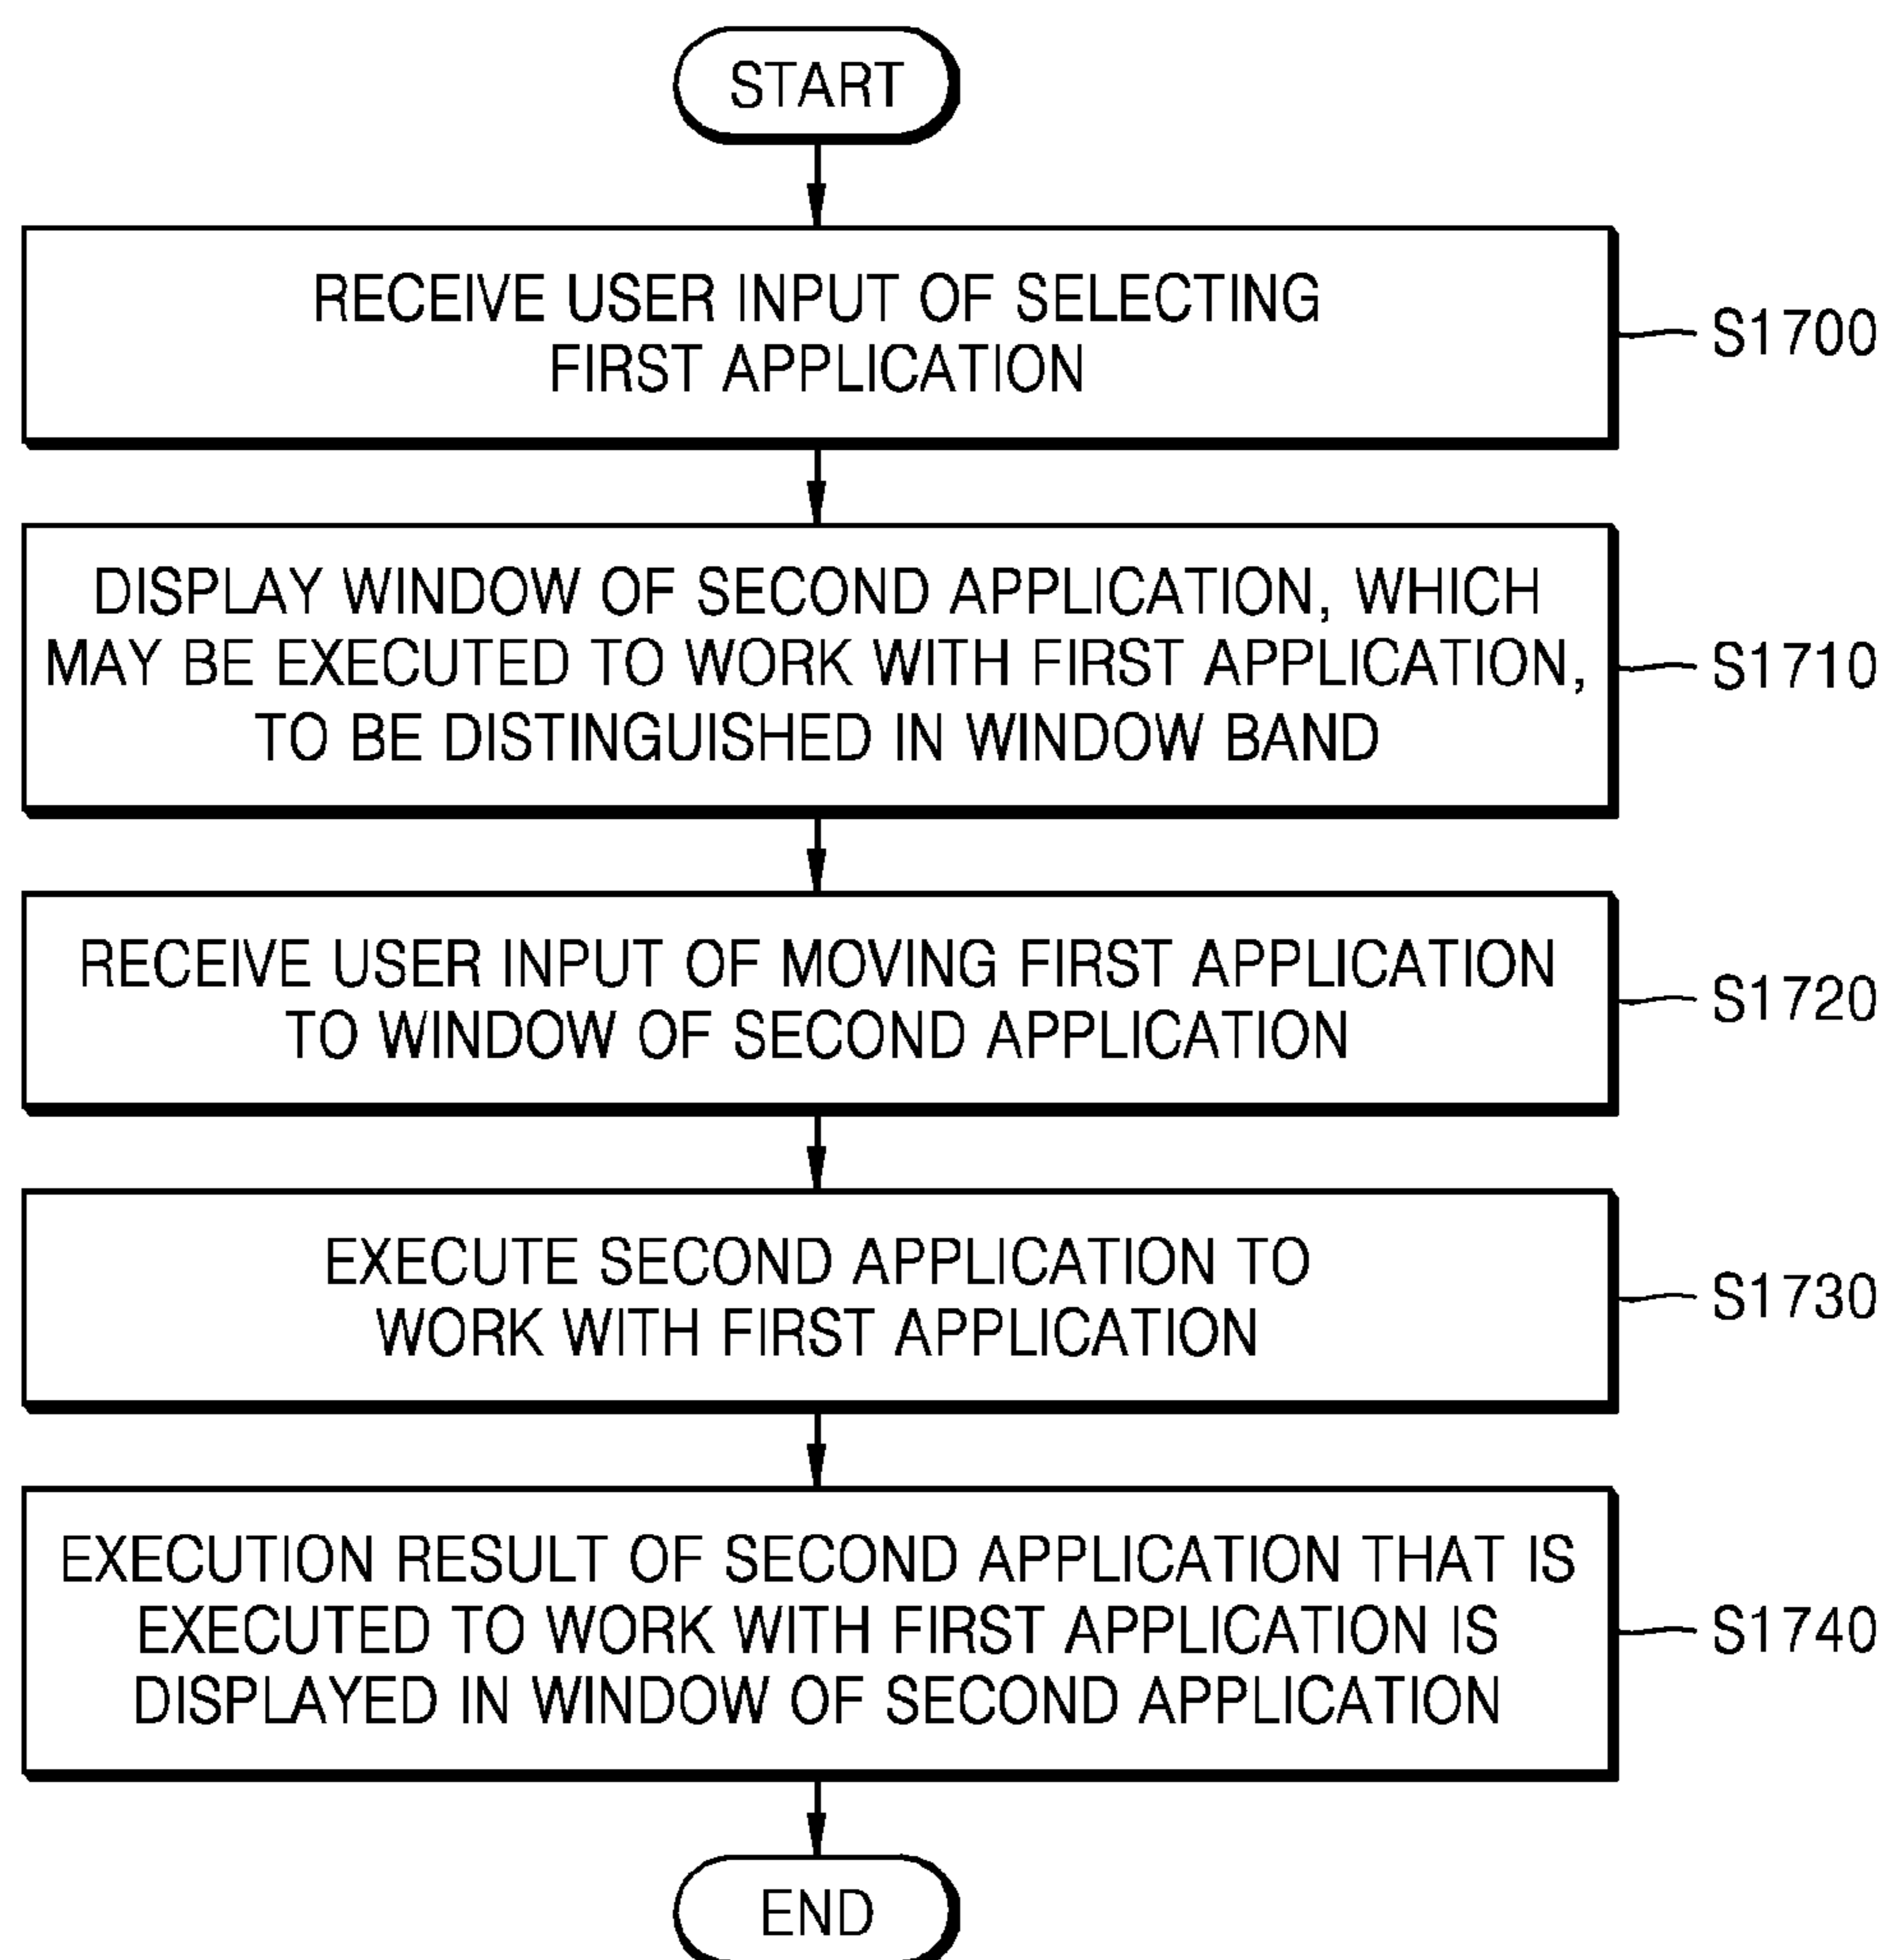 START
RECEIVE USER INPUT OF SELECTING
FIRST APPLICATION
S1700
DISPLAY WINDOW OF SECOND APPLICATION, WHICH
MAY BE EXECUTED TO WORK WITH FIRST APPLICATION,
TO BE DISTINGUISHED IN WINDOW BAND
S1710
RECEIVE USER INPUT OF MOVING FIRST APPLICATION
TO WINDOW OF SECOND APPLICATION
S1720
EXECUTE SECOND APPLICATION TO
WORK WITH FIRST APPLICATION
S1730
EXECUTION RESULT OF SECOND APPLICATION THAT IS
EXECUTED TO WORK WITH FIRST APPLICATION IS
DISPLAYED IN WINDOW OF SECOND APPLICATION
S1740
END